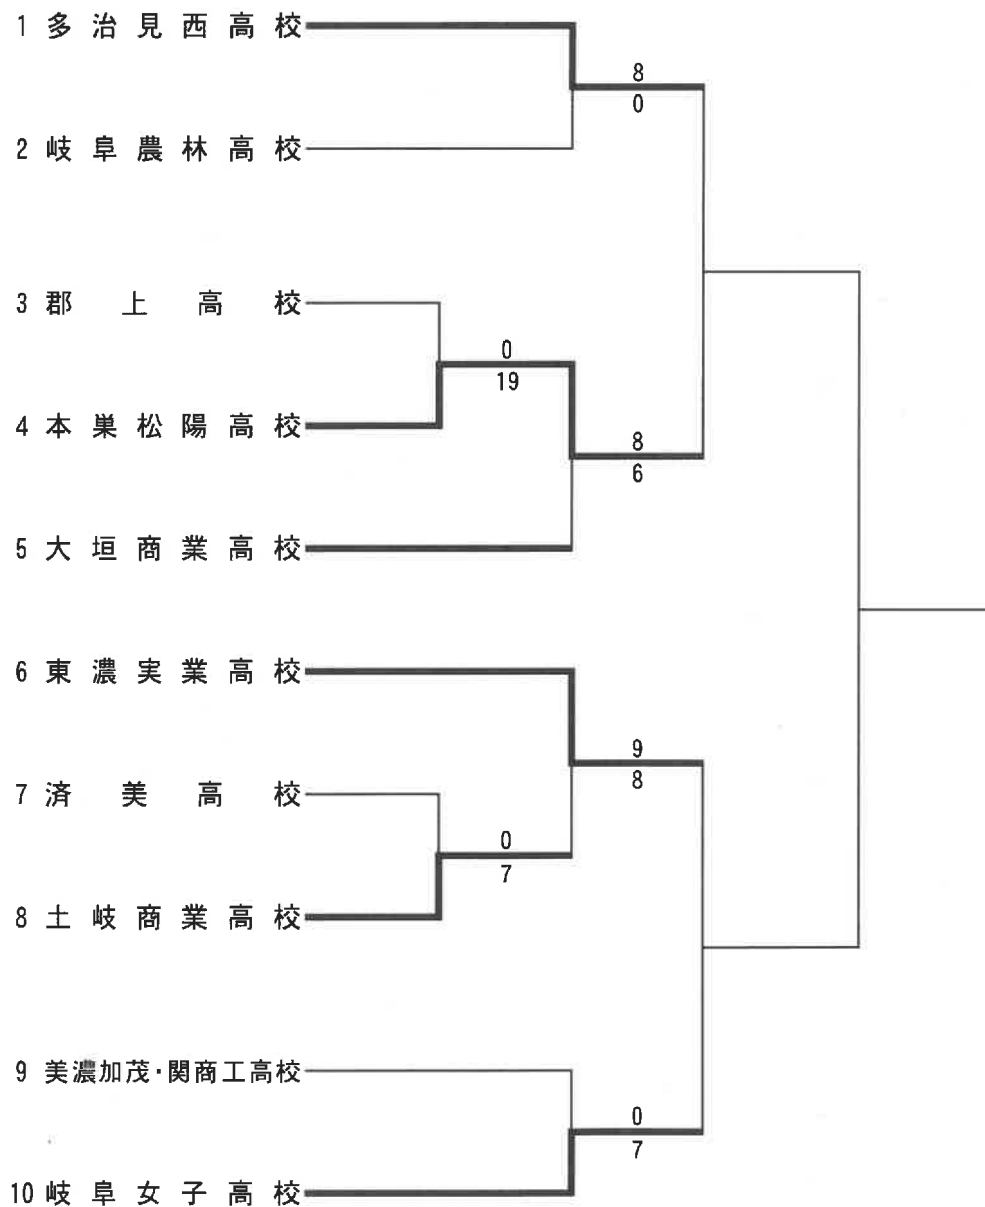 1 多治見西高校
8
0
2 岐阜農林高校
3 郡上高校
0
19
4 本巣松陽高校
8
6
5 大垣商業高校
6 東濃実業高校
9
8
7 済美高校
0
7
8 土岐商業高校
9 美濃加茂・関商工高校
0
7
10 岐阜女子高校